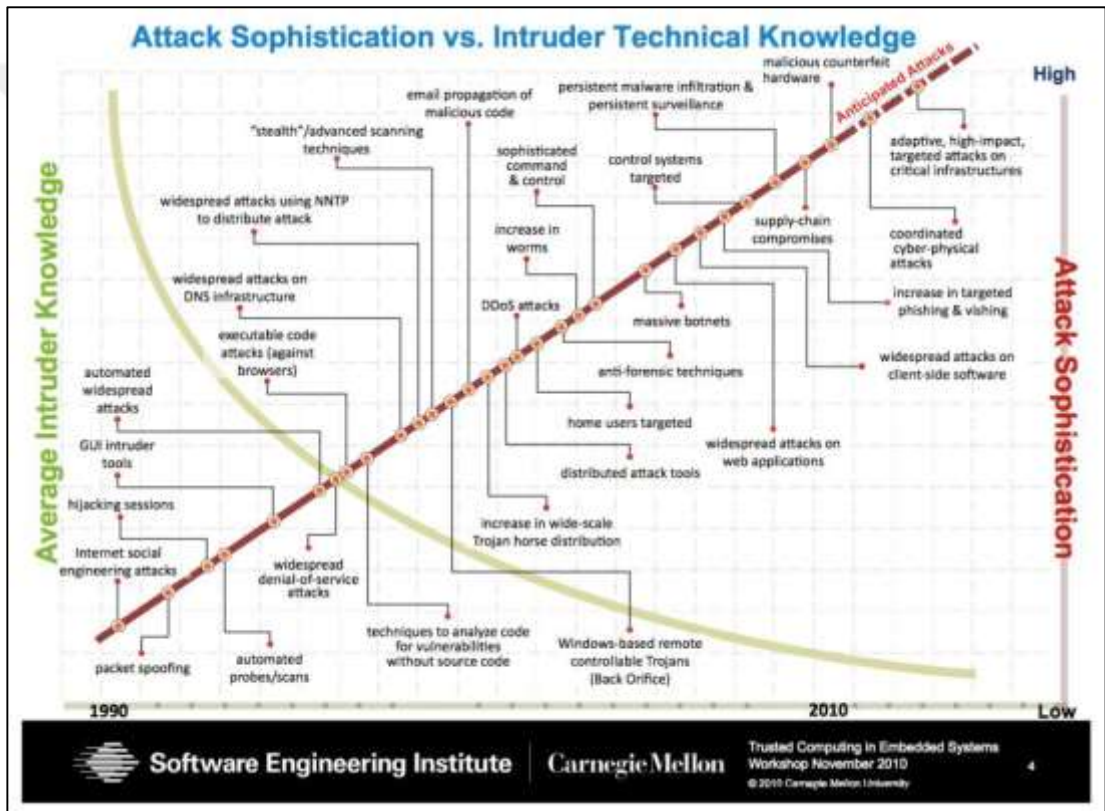 Attack Sophistication vs. Intruder Technical Knowledge
High
Low
Average Intruder Knowledge
Attack Sophistication
Anticipated Attacks
malicious counterfeit
hardware
persistent malware infiltration &
persistent surveillance
email propagation of
malicious code
"stealth"/advanced scanning
techniques
adaptive, high-impact,
targeted attacks on
critical infrastructures
sophisticated
command
& control
control systems
targeted
widespread attacks using NNTP
to distribute attack
supply-chain
compromises
coordinated
cyber-physical
attacks
increase in
worms
widespread attacks on
DNS infrastructure
increase in targeted
phishing & vishing
DDoS attacks
massive botnets
executable code
attacks (against
browsers)
widespread attacks on
client-side software
anti-forensic techniques
automated
widespread
attacks
home users targeted
GUI intruder
tools
widespread attacks on
web applications
distributed attack tools
hijacking sessions
increase in wide-scale
Trojan horse distribution
Internet social
engineering attacks
widespread
denial-of-service
attacks
techniques to analyze code
for vulnerabilities
without source code
Windows-based remote
controllable Trojans
(Back Orifice)
packet spoofing
automated
probes/scans
1990
2010
Software Engineering Institute
CarnegieMellon
Trusted Computing in Embedded Systems
Workshop November 2010
© 2010 Carnegie Mellon University
4